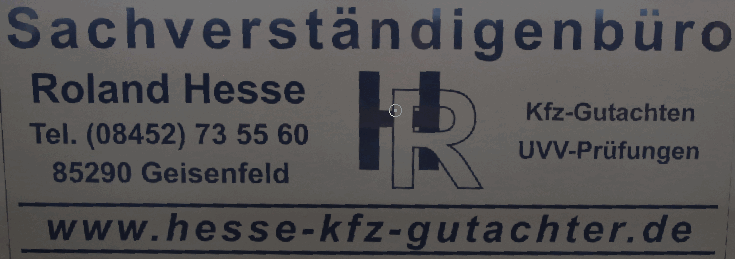 Sachverständigenbüro
Roland Hesse
Tel. (08452) 73 55 60
85290 Geisenfeld
HR
Kfz-Gutachten
UVV-Prüfungen
www.hesse-kfz-gutachter.de